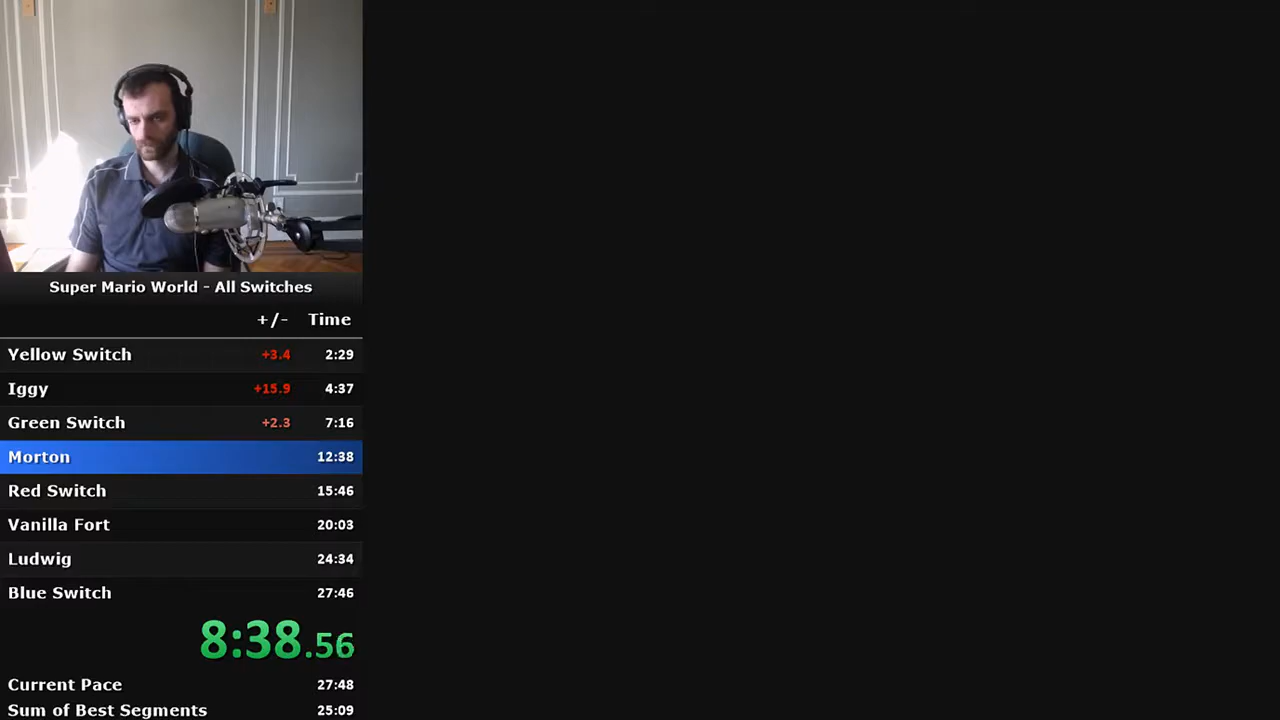 Super Mario World - All Switches
+/- Time
Yellow Switch +3.4 2:29
Iggy +15.9 4:37
Green Switch +2.3 7:16
Morton 12:38
Red Switch 15:46
Vanilla Fort 20:03
Ludwig 24:34
Blue Switch 27:46
8:38.56
Current Pace 27:48
Sum of Best Segments 25:09